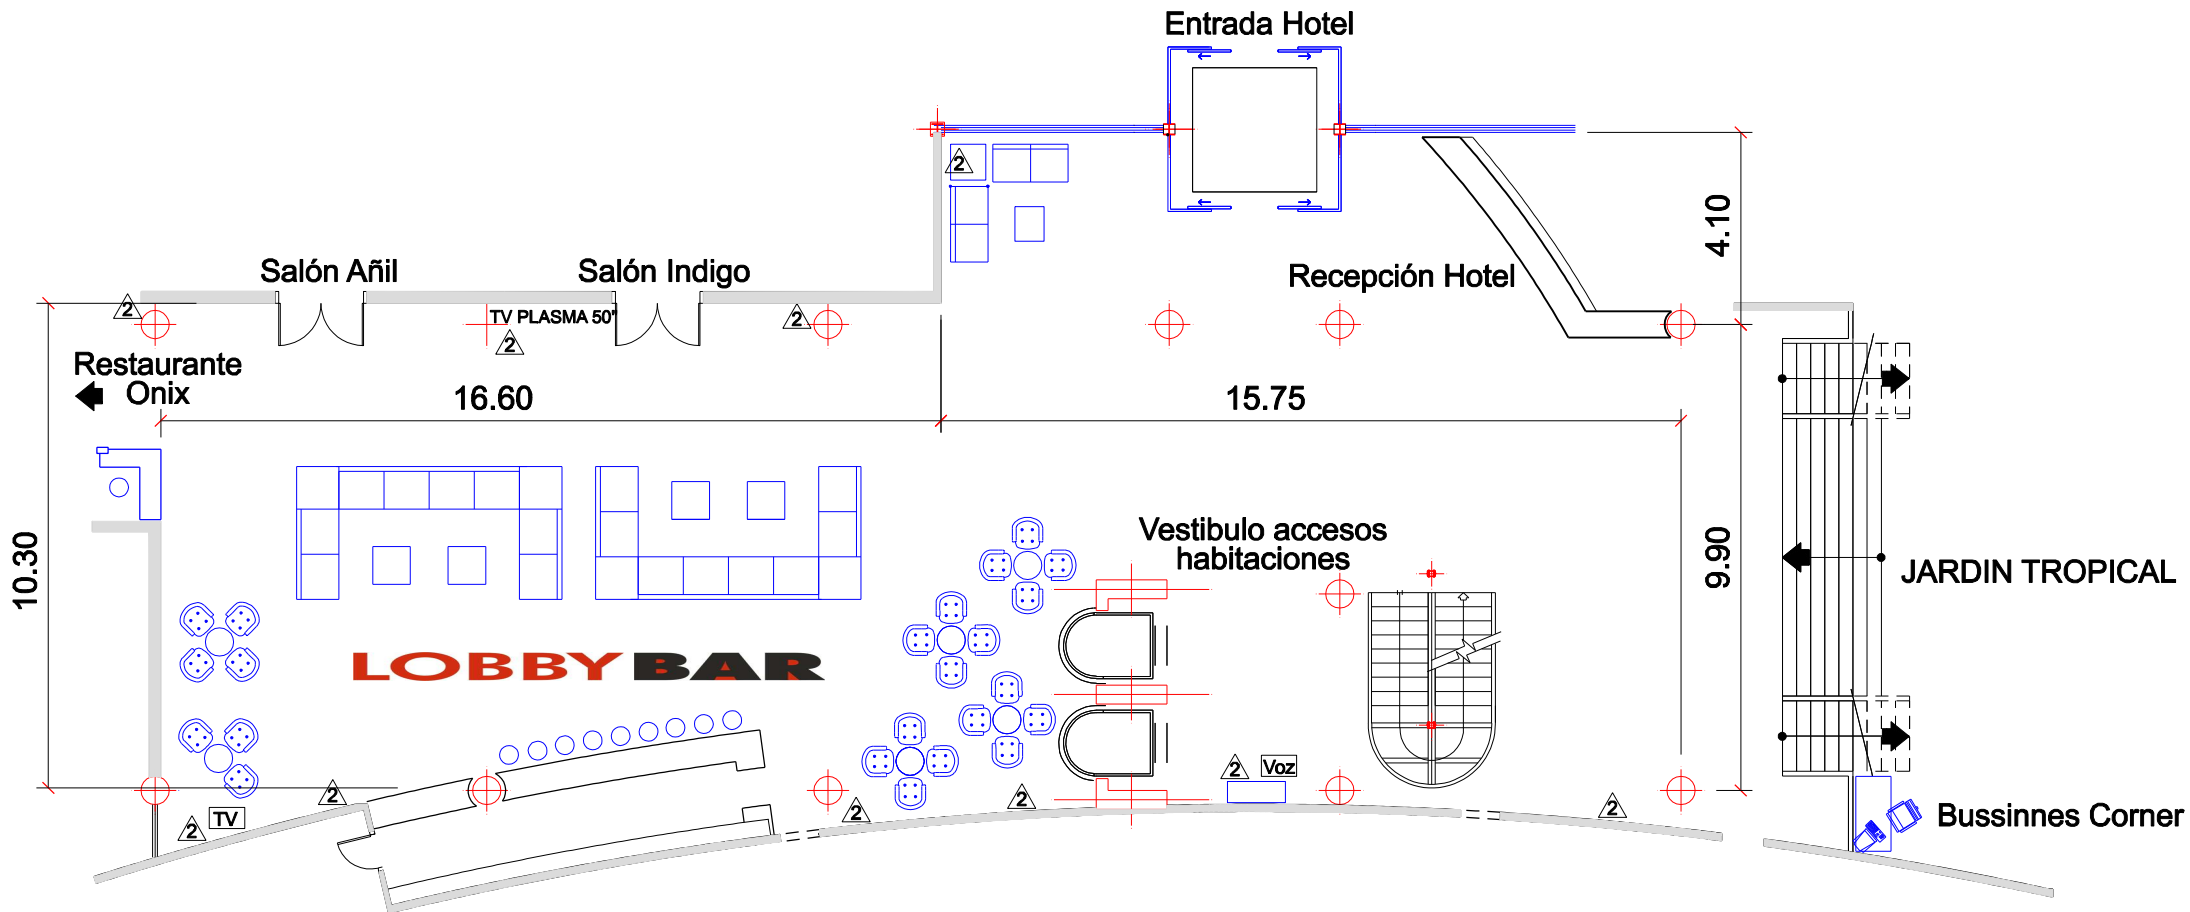 Entrada Hotel
2
4.10
Salón Añil
Salón Indigo
Recepción Hotel
2
TV PLASMA 50"
2
2
Restaurante
Onix
16.60
15.75
10.30
Vestibulo accesos
habitaciones
9.90
JARDIN TROPICAL
LOBBY BAR
2
Voz
2
2
2
2
2
TV
Bussinnes Corner